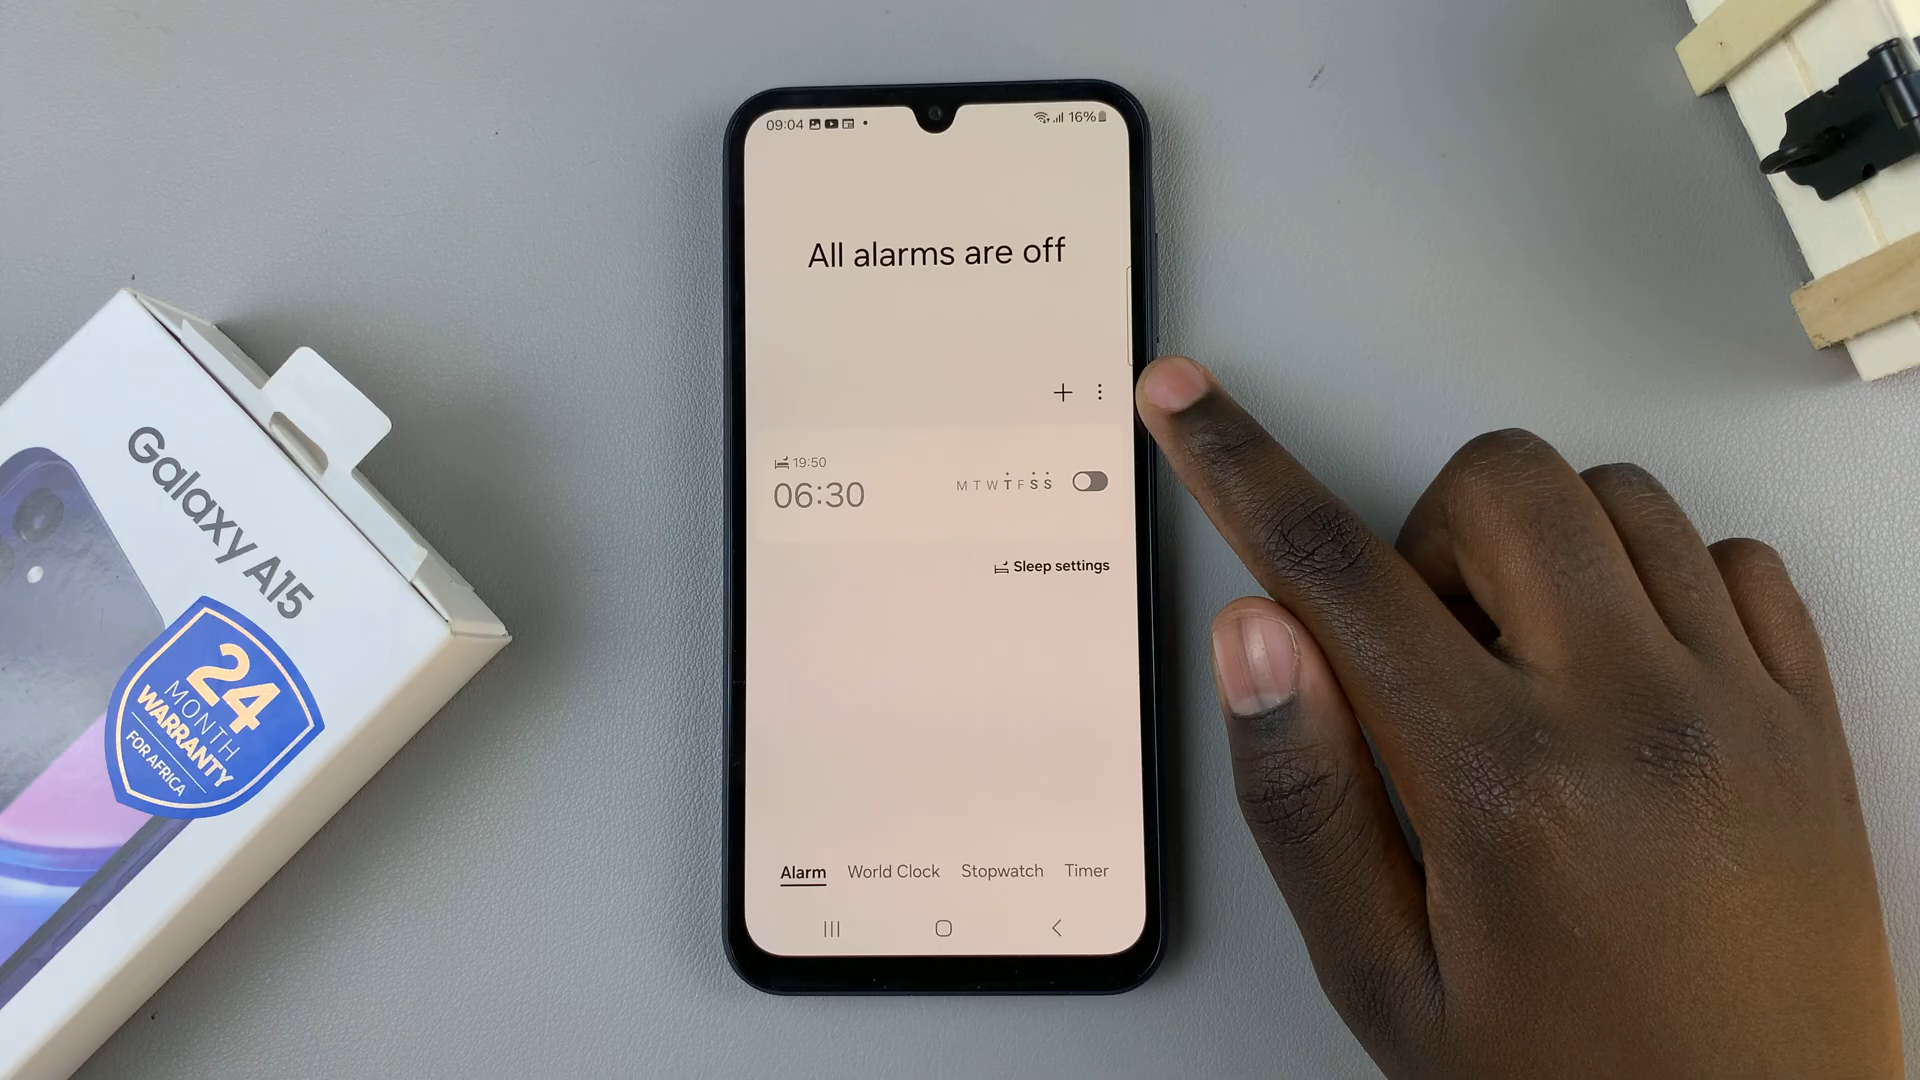 09:04
16%
All alarms are off
19:50
06:30
M T W T F S S
Sleep settings
Alarm World Clock Stopwatch Timer
Galaxy A15
24
MONTH
WARRANTY
FOR AFRICA